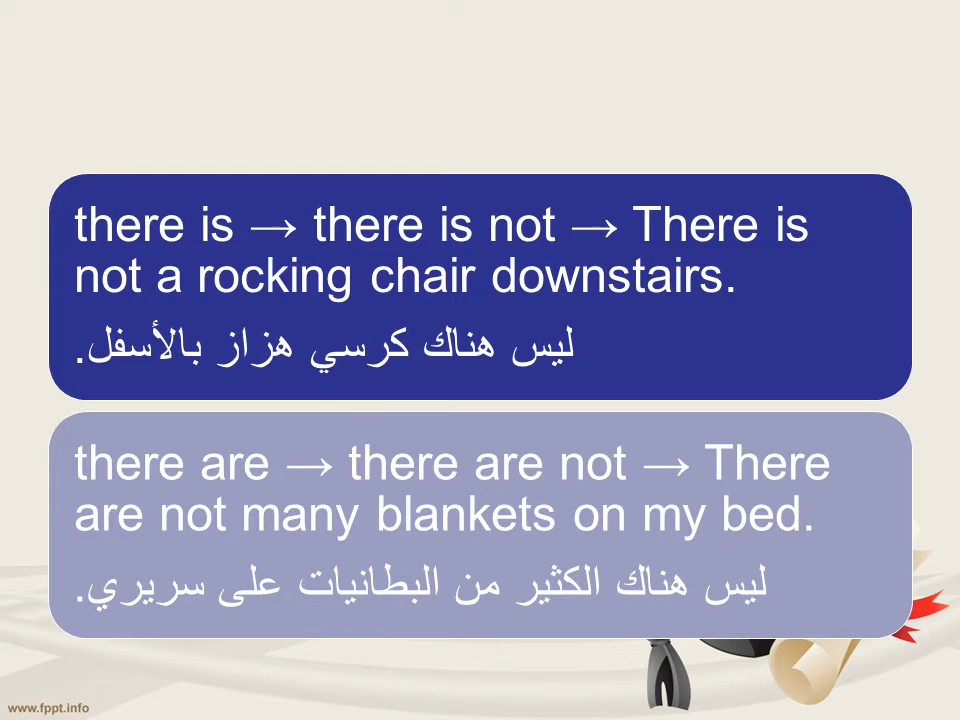 there is → there is not → There is
not a rocking chair downstairs.
ليس هناك كرسي هزاز بالأسفل.
there are → there are not → There
are not many blankets on my bed.
ليس هناك الكثير من البطانيات على سريري.
www.fppt.info